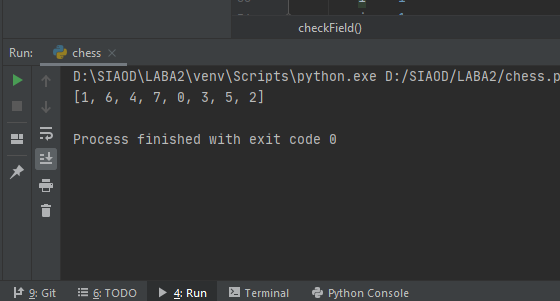 checkField()
Run: chess ×
D:\SIAOD\LABA2\venv\Scripts\python.exe D:/SIAOD/LABA2/chess.p
[1, 6, 4, 7, 0, 3, 5, 2]
Process finished with exit code 0
9: Git 6: TODO 4: Run Terminal Python Console